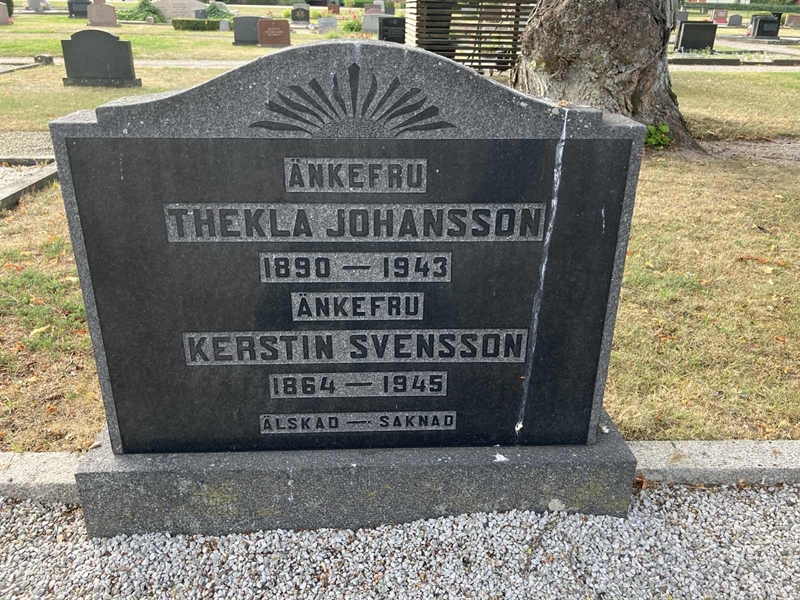 ÄNKEFRU
THEKLA JOHANSSON
1890 — 1943
ÄNKEFRU
KERSTIN SVENSSON
1864 — 1945
ÄLSKAD — SAKNAD